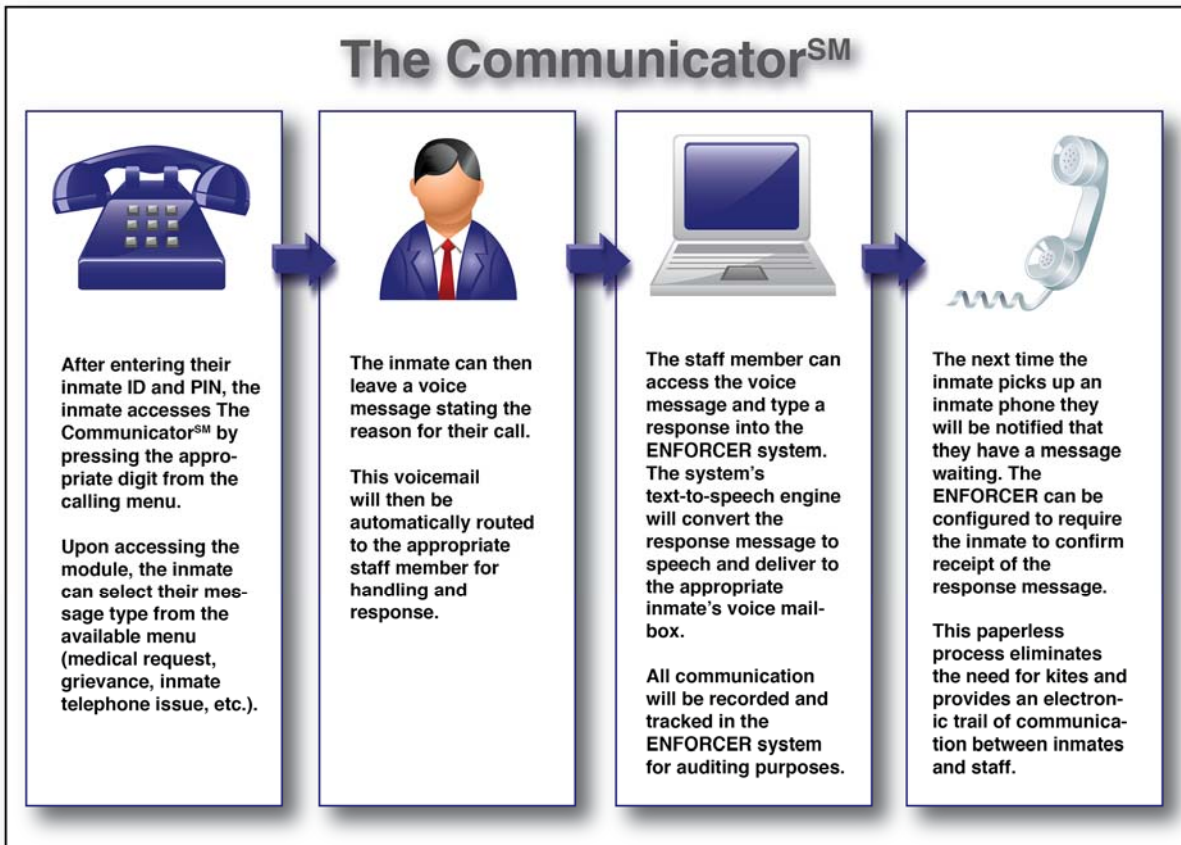 The Communicator℠
After entering their
inmate ID and PIN, the
inmate accesses The
Communicator℠ by
pressing the appro-
priate digit from the
calling menu.
Upon accessing the
module, the inmate
can select their mes-
sage type from the
available menu
(medical request,
grievance, inmate
telephone issue, etc.).
The inmate can then
leave a voice
message stating the
reason for their call.
This voicemail
will then be
automatically routed
to the appropriate
staff member for
handling and
response.
The staff member can
access the voice
message and type a
response into the
ENFORCER system.
The system's
text-to-speech engine
will convert the
response message to
speech and deliver to
the appropriate
inmate's voice mail-
box.
All communication
will be recorded and
tracked in the
ENFORCER system
for auditing purposes.
The next time the
inmate picks up an
inmate phone they
will be notified that
they have a message
waiting. The
ENFORCER can be
configured to require
the inmate to confirm
receipt of the
response message.
This paperless
process eliminates
the need for kites and
provides an electron-
ic trail of communica-
tion between inmates
and staff.